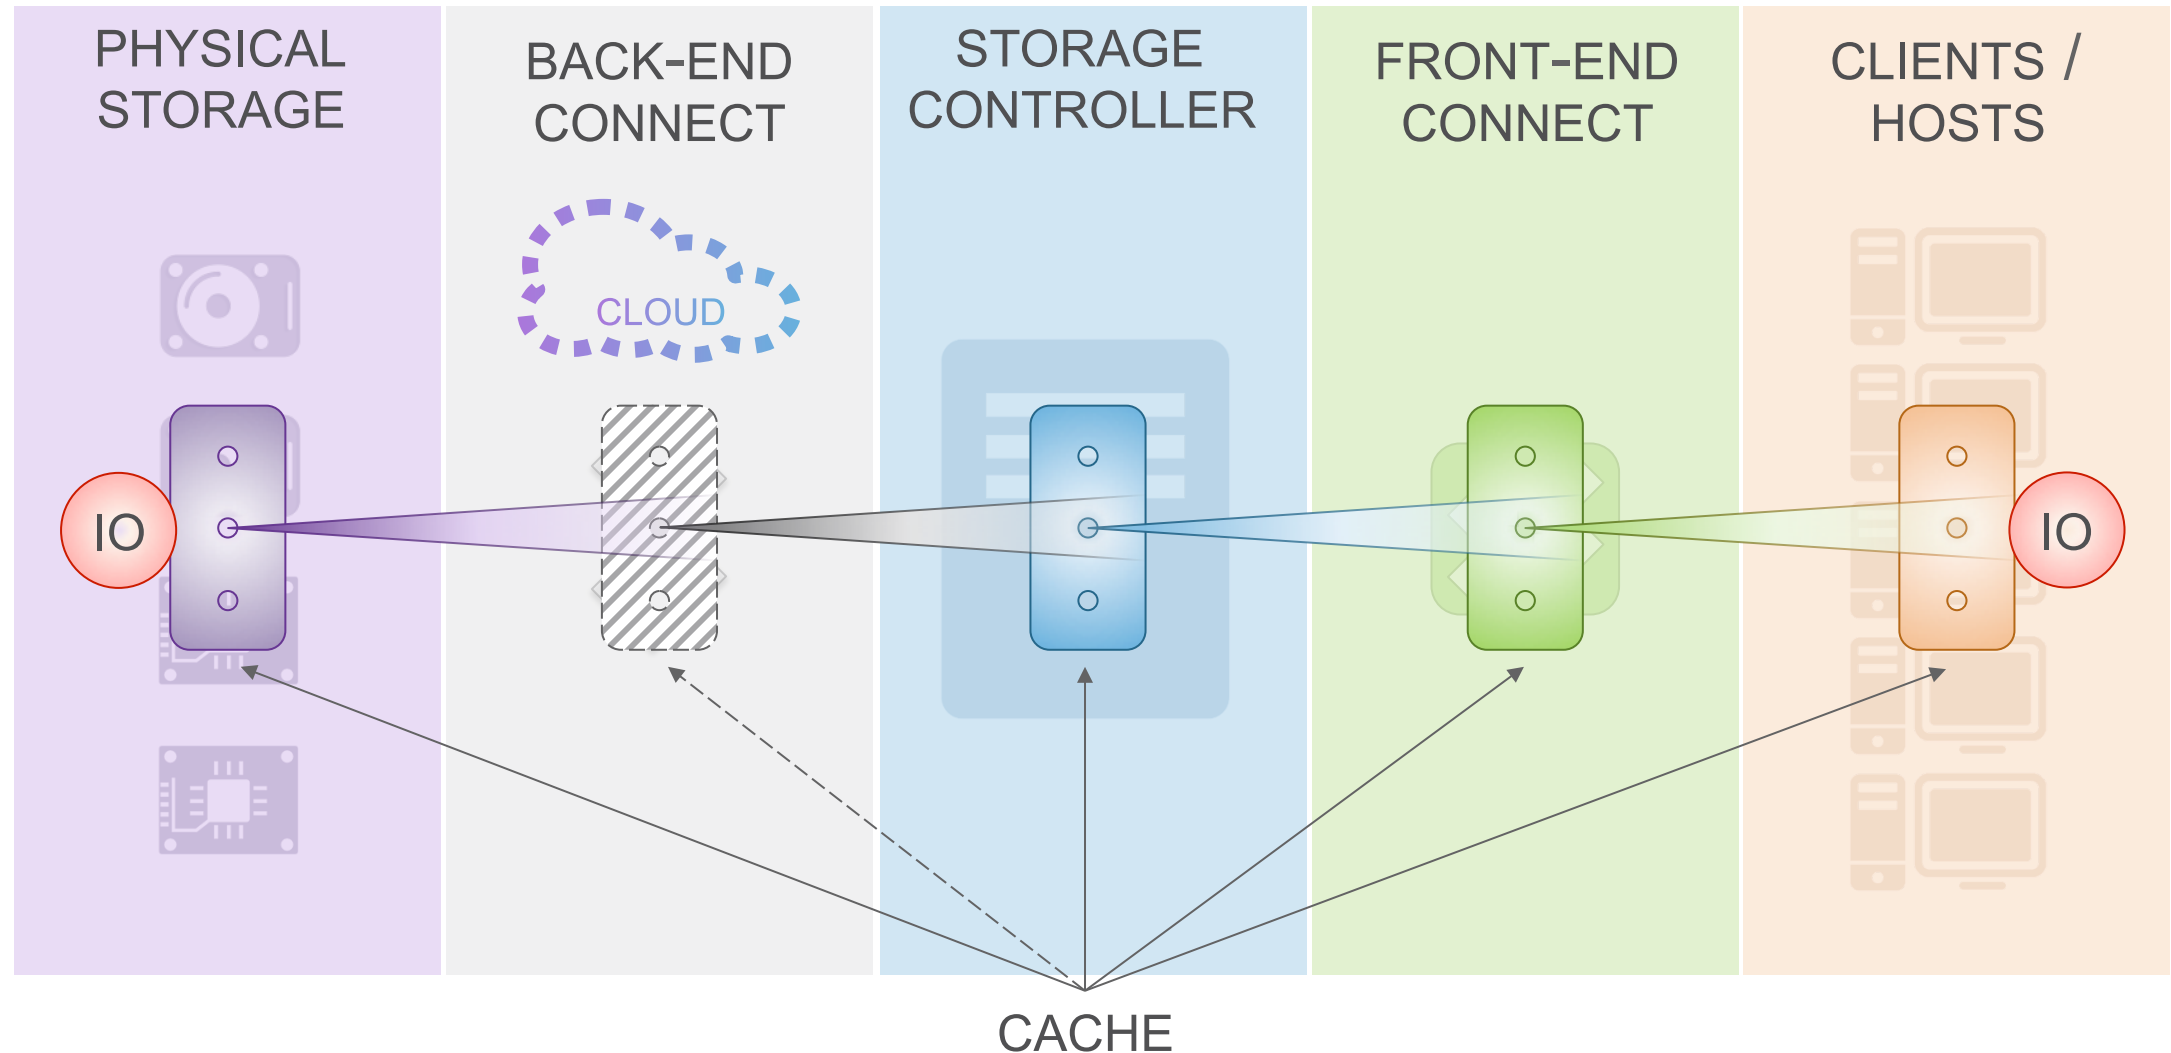 PHYSICAL
STORAGE
BACK-END
CONNECT
STORAGE
CONTROLLER
FRONT-END
CONNECT
CLIENTS /
HOSTS
CLOUD
IO
IO
CACHE